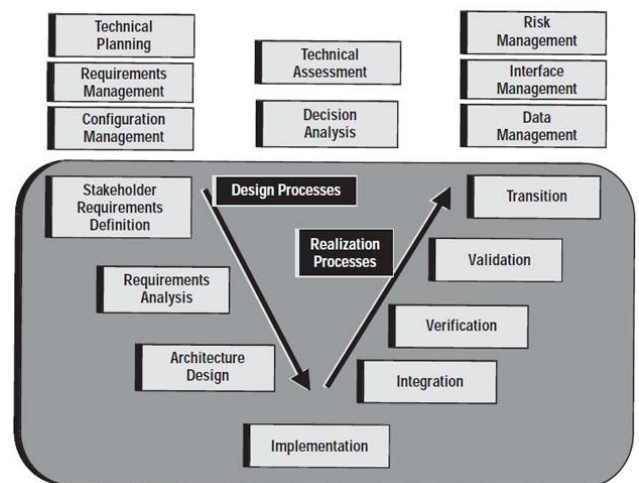 Technical
Planning
Requirements
Management
Configuration
Management
Technical
Assessment
Decision
Analysis
Risk
Management
Interface
Management
Data
Management
Stakeholder
Requirements
Definition
Design Processes
Transition
Realization
Processes
Validation
Requirements
Analysis
Verification
Architecture
Design
Integration
Implementation